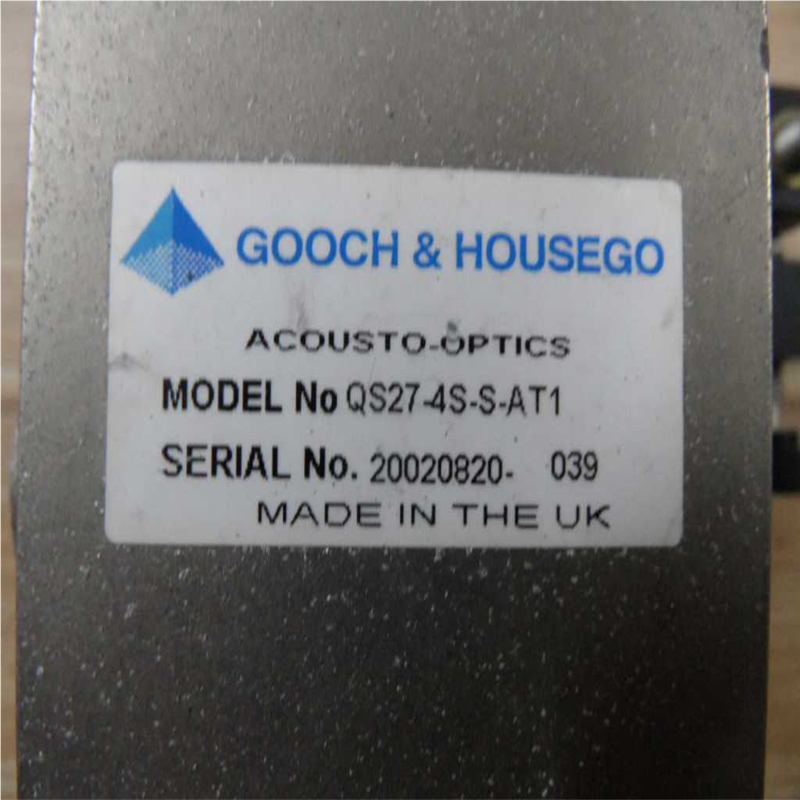 GOOCH & HOUSEGO
ACOUSTO-OPTICS
MODEL No QS27-4S-S-AT1
SERIAL No. 20020820- 039
MADE IN THE UK